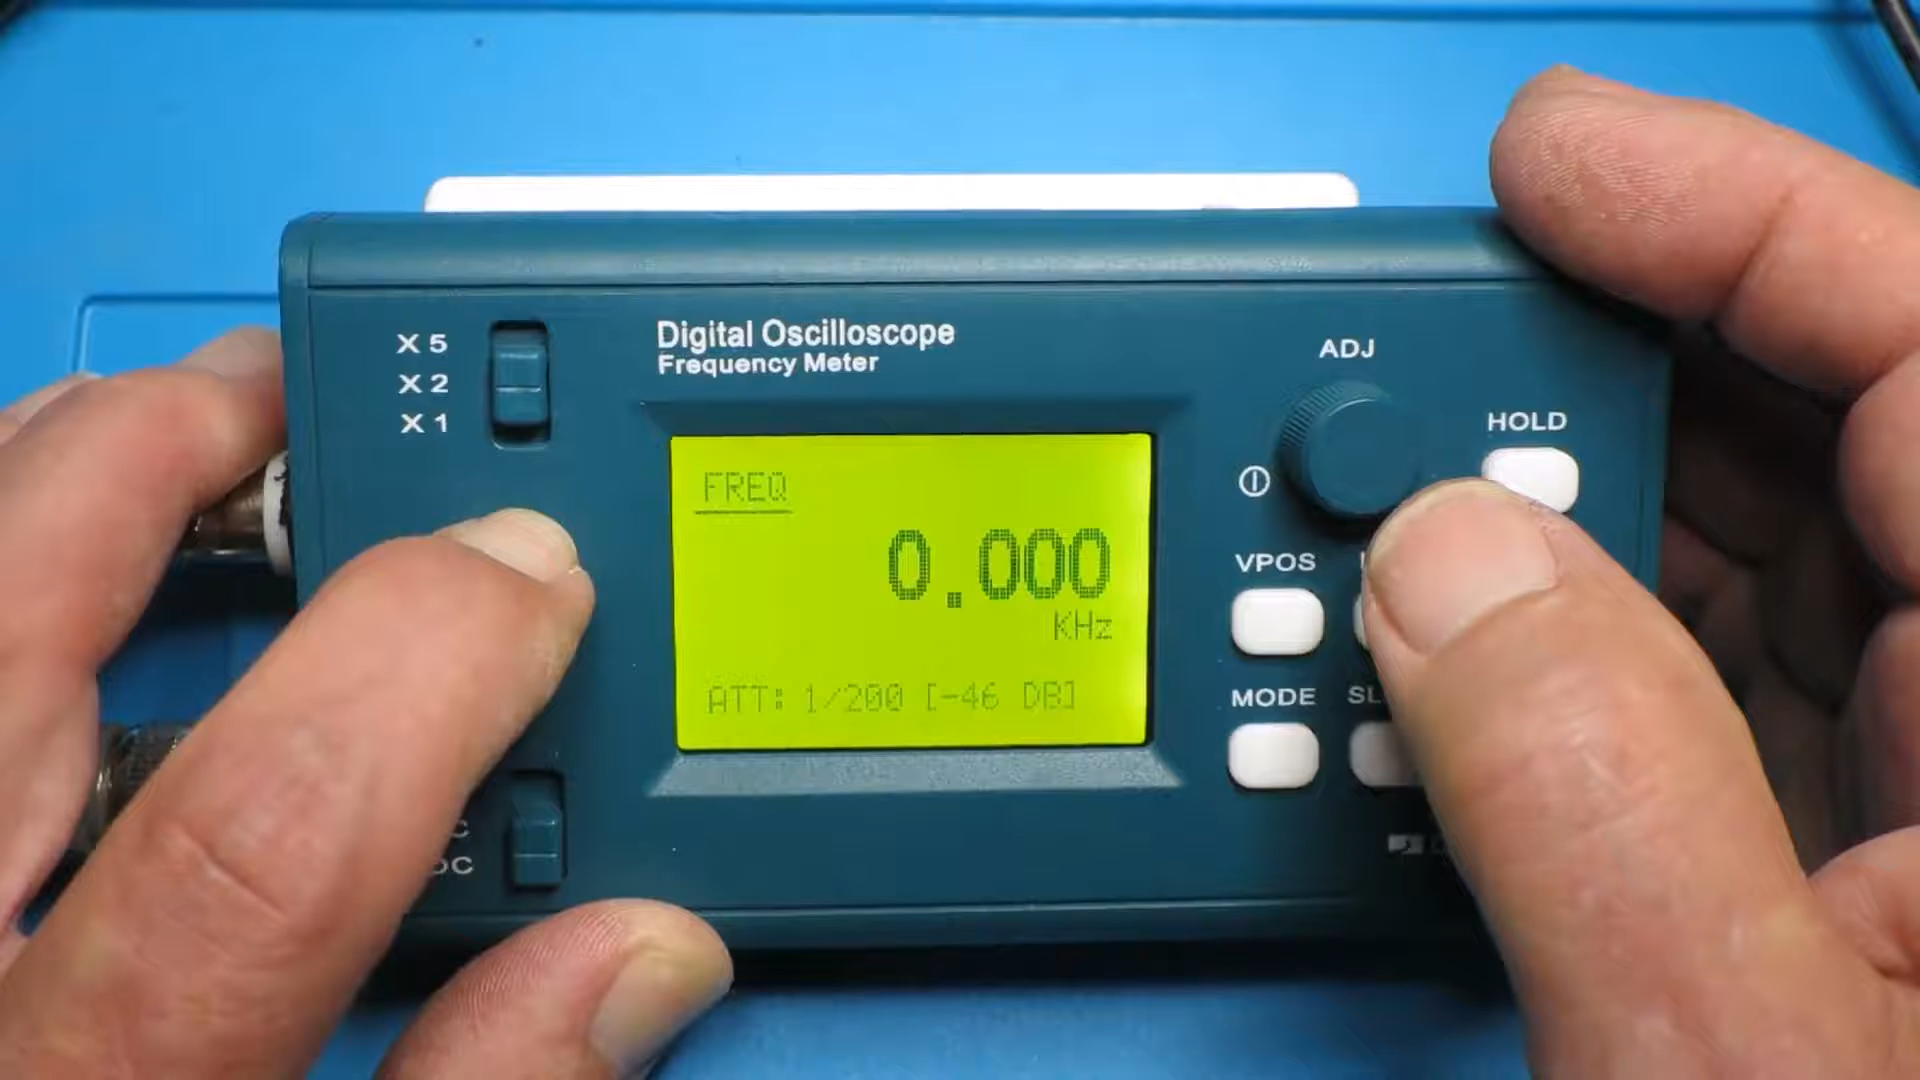 X 5
X 2
X 1
Digital Oscilloscope
Frequency Meter
ADJ
HOLD
FREQ
0.000
KHz
ATT: 1/200 [-46 DB]
VPOS
MODE